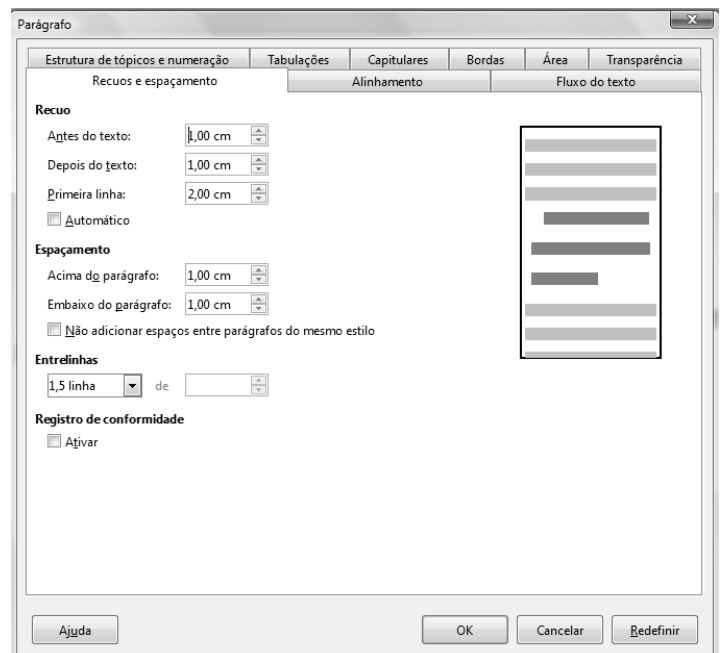 Parágrafo
Estrutura de tópicos e numeração Tabulações Capitulares Bordas Área Transparência
Recuos e espaçamento Alinhamento Fluxo do texto
Recuo
Antes do texto: 1,00 cm
Depois do texto: 1,00 cm
Primeira linha: 2,00 cm
Automático
Espaçamento
Acima do parágrafo: 1,00 cm
Embaixo do parágrafo: 1,00 cm
Não adicionar espaços entre parágrafos do mesmo estilo
Entrelinhas
1,5 linha de
Registro de conformidade
Ativar
Ajuda OK Cancelar Redefinir